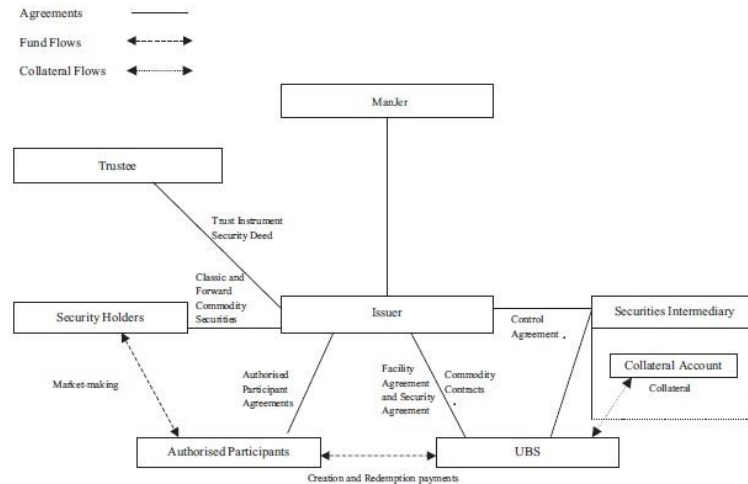 Agreements
Fund Flows
Collateral Flows
ManJer
Trustee
Trust Instrument
Security Deed
Classic and
Forward
Commodity
Securities
Security Holders
Issuer
Securities Intermediary
Control
Agreement
Collateral Account
Collateral
Market-making
Authorised
Participant
Agreements
Facility
Agreement
and Security
Agreement
Commodity
Contracts
Authorised Participants
UBS
Creation and Redemption payments